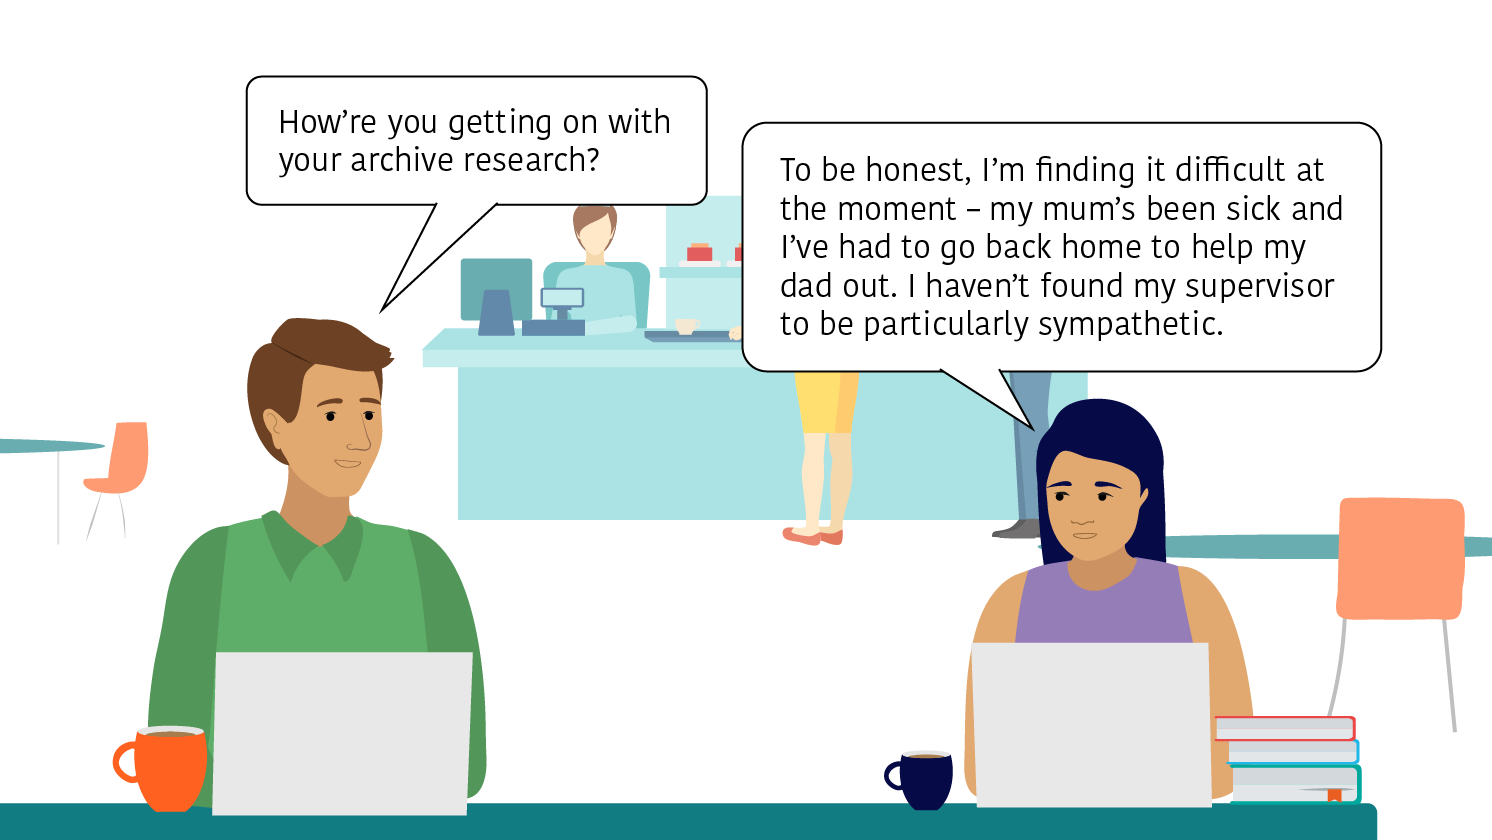 How’re you getting on with
your archive research?
To be honest, I’m finding it difficult at
the moment – my mum’s been sick and
I’ve had to go back home to help my
dad out. I haven’t found my supervisor
to be particularly sympathetic.